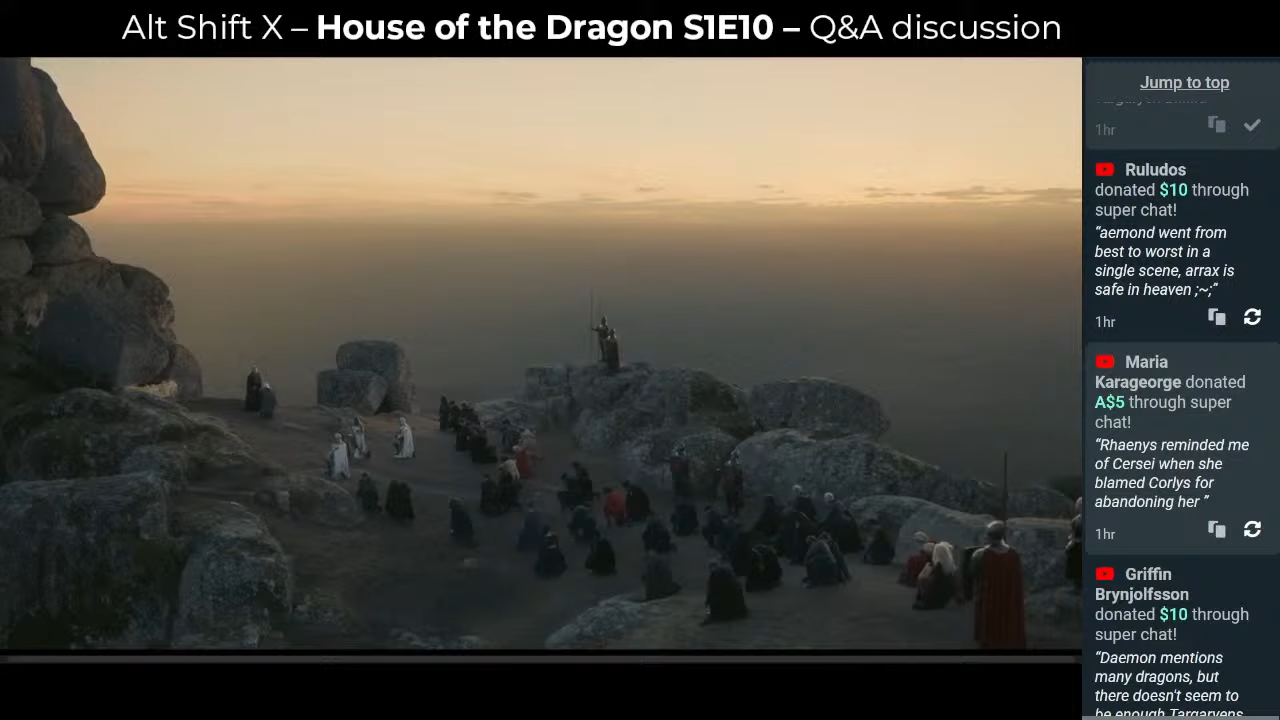 Alt Shift X – House of the Dragon S1E10 – Q&A discussion
Jump to top
1hr
Ruludos
donated $10 through
super chat!
“aemond went from
best to worst in a
single scene, arrax is
safe in heaven ;~;”
1hr
Maria
Karageorge donated
A$5 through super
chat!
“Rhaenys reminded me
of Cersei when she
blamed Corlys for
abandoning her ”
1hr
Griffin
Brynjolfsson
donated $10 through
super chat!
“Daemon mentions
many dragons, but
there doesn't seem to
be enough Targaryens